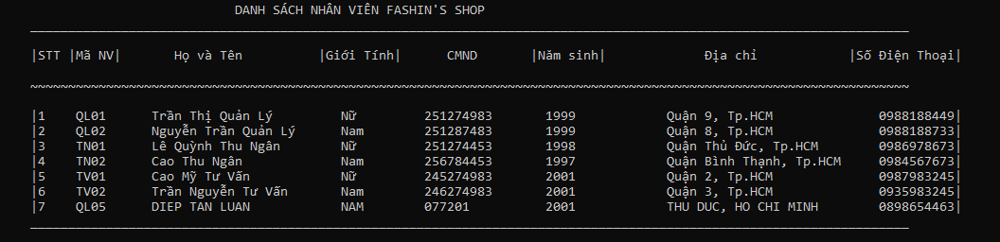 DANH SÁCH NHÂN VIÊN FASHIN'S SHOP
|STT |Mã NV| Họ và Tên |Giới Tính| CMND |Năm sinh| Địa chỉ |Số Điện Thoại|
~~~~~~~~~~~~~~~~~~~~~~~~~~~~~~~~~~~~~~~~~~~~~~~~~~~~~~~~~~~~~~~~~~~~~~~~~~~~~~~~~~~~~~~~~~~~~~~~~~~~~~~~~~~~~~~~~~~~
|1 QL01 Trần Thị Quản Lý Nữ 251274983 1999 Quận 9, Tp.HCM 0988188449|
|2 QL02 Nguyễn Trần Quản Lý Nam 251287483 1999 Quận 8, Tp.HCM 0988188733|
|3 TN01 Lê Quỳnh Thu Ngân Nữ 251274453 1998 Quận Thủ Đức, Tp.HCM 0986978673|
|4 TN02 Cao Thu Ngân Nam 256784453 1997 Quận Bình Thạnh, Tp.HCM 0984567673|
|5 TV01 Cao Mỹ Tư Vấn Nữ 245274983 2001 Quận 2, Tp.HCM 0987983245|
|6 TV02 Trần Nguyễn Tư Vấn Nam 246274983 2001 Quận 3, Tp.HCM 0935983245|
|7 QL05 DIEP TAN LUAN NAM 077201 2001 THU DUC, HO CHI MINH 0898654463|